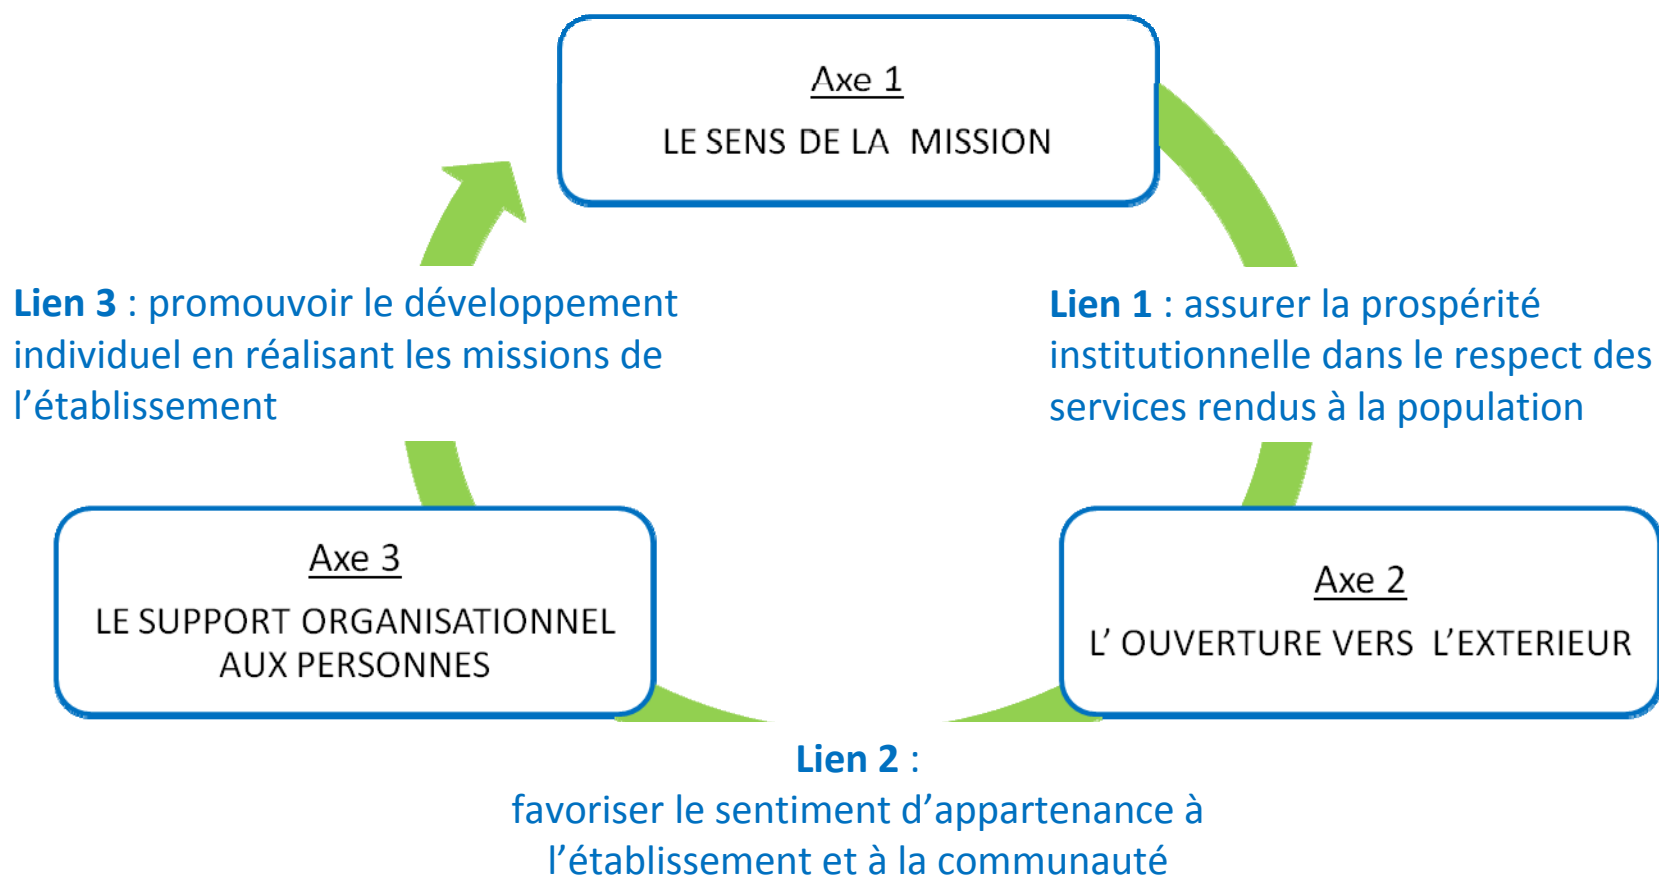 Axe 1
LE SENS DE LA MISSION
Lien 3 : promouvoir le développement
individuel en réalisant les missions de
l’établissement
Lien 1 : assurer la prospérité
institutionnelle dans le respect des
services rendus à la population
Axe 3
LE SUPPORT ORGANISATIONNEL
AUX PERSONNES
Axe 2
L’ OUVERTURE VERS L’EXTERIEUR
Lien 2 :
favoriser le sentiment d’appartenance à
l’établissement et à la communauté